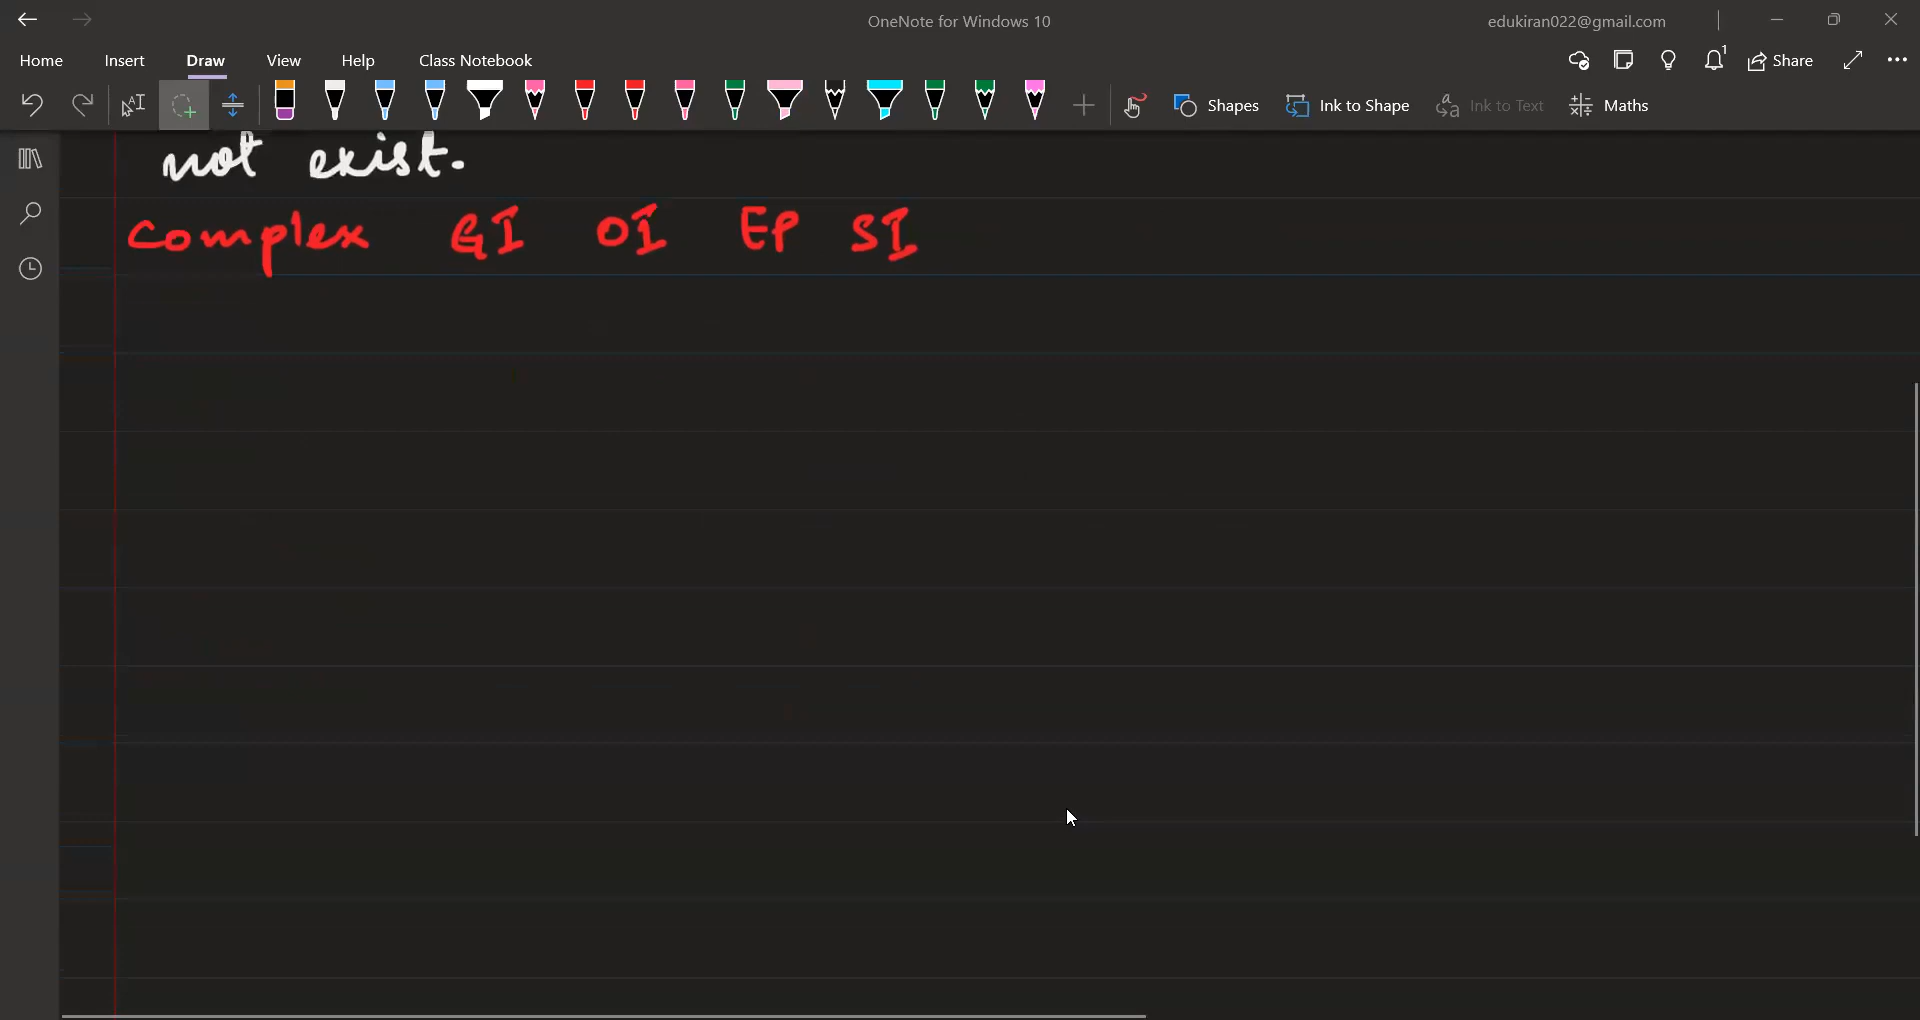 OneNote for Windows 10
edukiran022@gmail.com
Home Insert Draw View Help Class Notebook
1
Share
Shapes Ink to Shape Ink to Text Maths
not exist.
complex GI OI EP SI